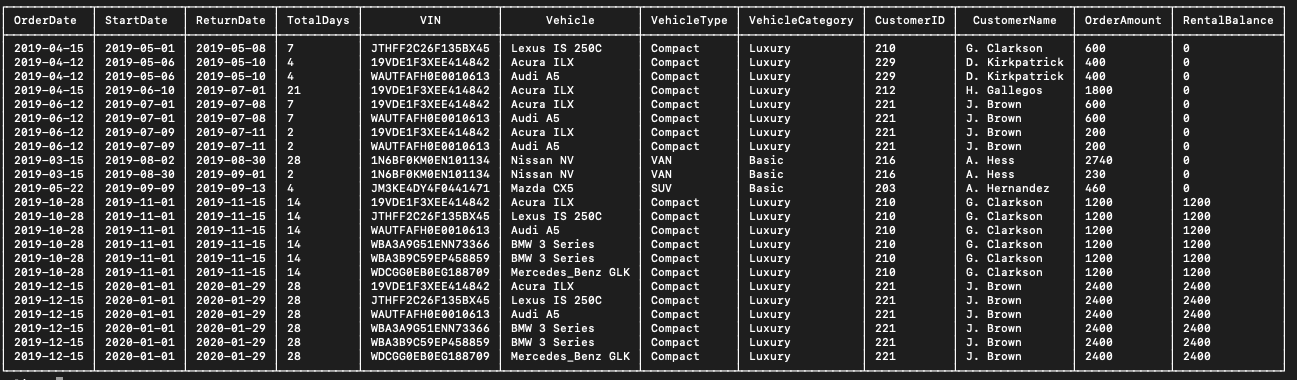 OrderDate StartDate ReturnDate TotalDays VIN Vehicle VehicleType VehicleCategory CustomerID CustomerName OrderAmount RentalBalance
2019-04-15 2019-05-01 2019-05-08 7 JTHFF2C26F135BX45 Lexus IS 250C Compact Luxury 210 G. Clarkson 600 0
2019-04-12 2019-05-06 2019-05-10 4 19VDE1F3XEE414842 Acura ILX Compact Luxury 229 D. Kirkpatrick 400 0
2019-04-12 2019-05-06 2019-05-10 4 WAUTFAFH0E0010613 Audi A5 Compact Luxury 229 D. Kirkpatrick 400 0
2019-04-15 2019-06-10 2019-07-01 21 19VDE1F3XEE414842 Acura ILX Compact Luxury 212 H. Gallegos 1800 0
2019-06-12 2019-07-01 2019-07-08 7 19VDE1F3XEE414842 Acura ILX Compact Luxury 221 J. Brown 600 0
2019-06-12 2019-07-01 2019-07-08 7 WAUTFAFH0E0010613 Audi A5 Compact Luxury 221 J. Brown 600 0
2019-06-12 2019-07-09 2019-07-11 2 19VDE1F3XEE414842 Acura ILX Compact Luxury 221 J. Brown 200 0
2019-06-12 2019-07-09 2019-07-11 2 WAUTFAFH0E0010613 Audi A5 Compact Luxury 221 J. Brown 200 0
2019-03-15 2019-08-02 2019-08-30 28 1N6BF0KM0EN101134 Nissan NV VAN Basic 216 A. Hess 2740 0
2019-03-15 2019-08-30 2019-09-01 2 1N6BF0KM0EN101134 Nissan NV VAN Basic 216 A. Hess 230 0
2019-05-22 2019-09-09 2019-09-13 4 JM3KE4DY4F0441471 Mazda CX5 SUV Basic 203 A. Hernandez 460 0
2019-10-28 2019-11-01 2019-11-15 14 19VDE1F3XEE414842 Acura ILX Compact Luxury 210 G. Clarkson 1200 1200
2019-10-28 2019-11-01 2019-11-15 14 JTHFF2C26F135BX45 Lexus IS 250C Compact Luxury 210 G. Clarkson 1200 1200
2019-10-28 2019-11-01 2019-11-15 14 WAUTFAFH0E0010613 Audi A5 Compact Luxury 210 G. Clarkson 1200 1200
2019-10-28 2019-11-01 2019-11-15 14 WBA3A9G51ENN73366 BMW 3 Series Compact Luxury 210 G. Clarkson 1200 1200
2019-10-28 2019-11-01 2019-11-15 14 WBA3B9C59EP458859 BMW 3 Series Compact Luxury 210 G. Clarkson 1200 1200
2019-10-28 2019-11-01 2019-11-15 14 WDCGG0EB0EG188709 Mercedes_Benz GLK Compact Luxury 210 G. Clarkson 1200 1200
2019-12-15 2020-01-01 2020-01-29 28 19VDE1F3XEE414842 Acura ILX Compact Luxury 221 J. Brown 2400 2400
2019-12-15 2020-01-01 2020-01-29 28 JTHFF2C26F135BX45 Lexus IS 250C Compact Luxury 221 J. Brown 2400 2400
2019-12-15 2020-01-01 2020-01-29 28 WAUTFAFH0E0010613 Audi A5 Compact Luxury 221 J. Brown 2400 2400
2019-12-15 2020-01-01 2020-01-29 28 WBA3A9G51ENN73366 BMW 3 Series Compact Luxury 221 J. Brown 2400 2400
2019-12-15 2020-01-01 2020-01-29 28 WBA3B9C59EP458859 BMW 3 Series Compact Luxury 221 J. Brown 2400 2400
2019-12-15 2020-01-01 2020-01-29 28 WDCGG0EB0EG188709 Mercedes_Benz GLK Compact Luxury 221 J. Brown 2400 2400